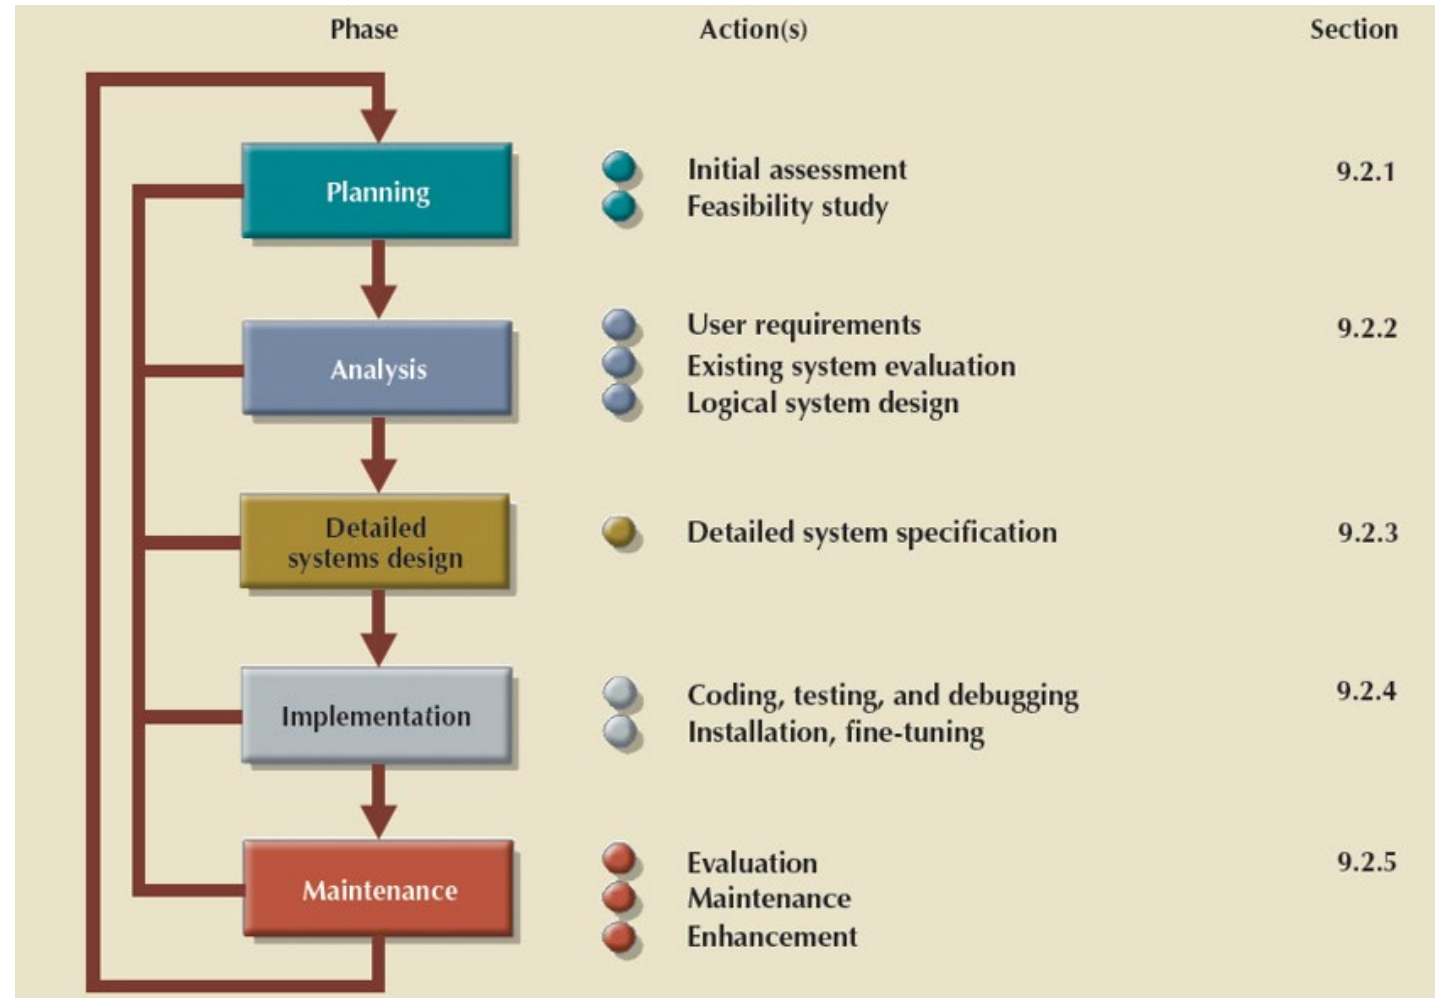 Phase Action(s) Section
Planning
Initial assessment 9.2.1
Feasibility study
Analysis
User requirements 9.2.2
Existing system evaluation
Logical system design
Detailed
systems design
Detailed system specification 9.2.3
Implementation
Coding, testing, and debugging 9.2.4
Installation, fine-tuning
Maintenance
Evaluation 9.2.5
Maintenance
Enhancement